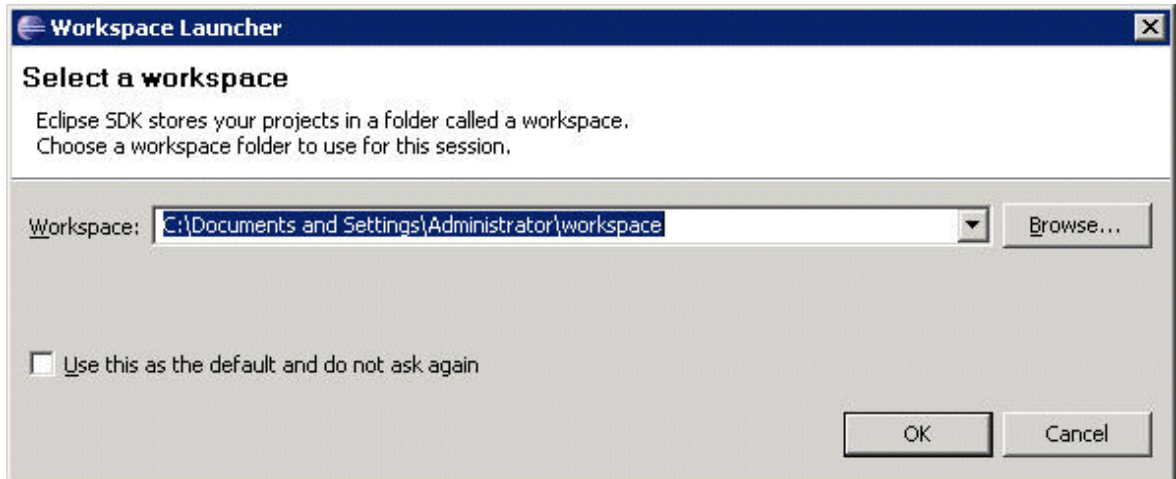 Workspace Launcher
Select a workspace
Eclipse SDK stores your projects in a folder called a workspace.
Choose a workspace folder to use for this session.
Workspace: C:\Documents and Settings\Administrator\workspace Browse...
Use this as the default and do not ask again
OK Cancel